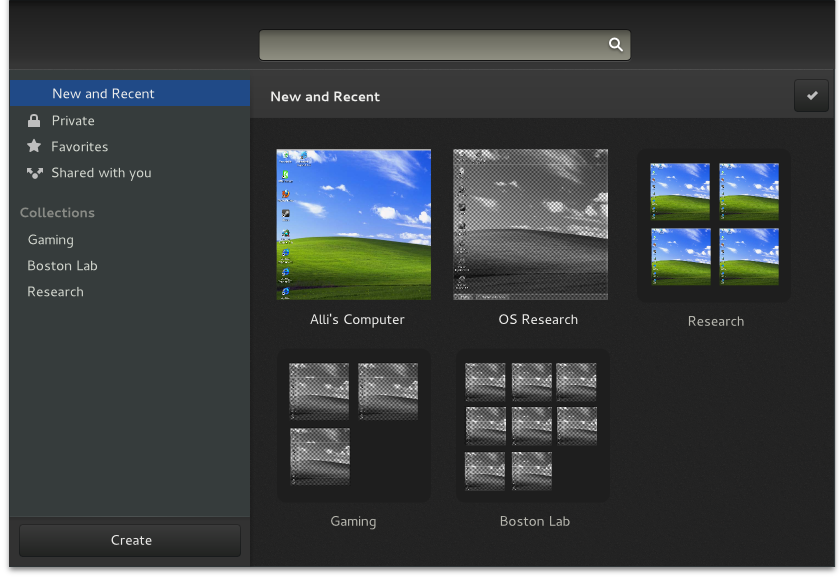 New and Recent
Private
Favorites
Shared with you
Collections
Gaming
Boston Lab
Research
Create
New and Recent
Alli's Computer
OS Research
Research
Gaming
Boston Lab